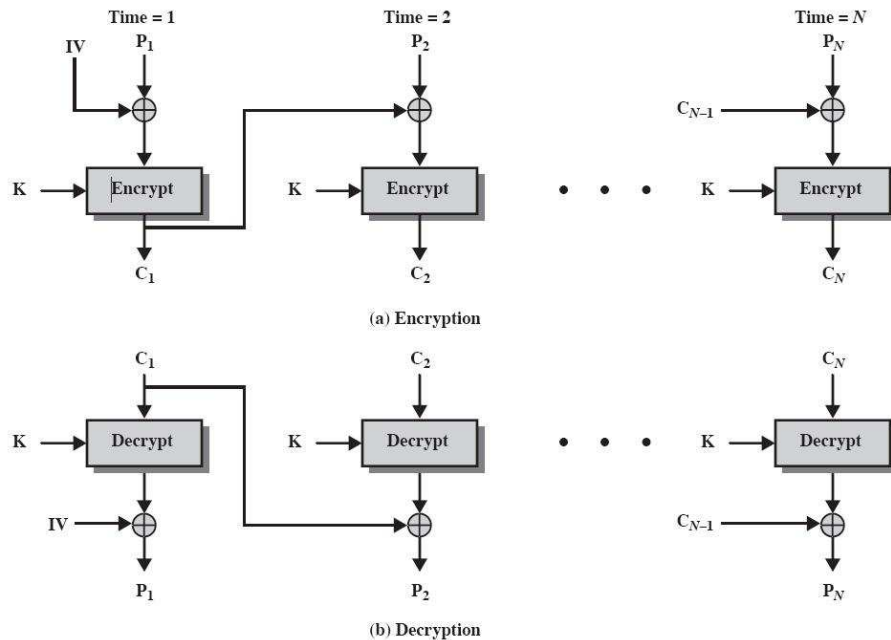 Time = 1 Time = 2 Time = N
IV P1 P2 PN
CN–1
K Encrypt K Encrypt • • • K Encrypt
C1 C2 CN
(a) Encryption
C1 C2 CN
K Decrypt K Decrypt • • • K Decrypt
IV CN–1
P1 P2 PN
(b) Decryption